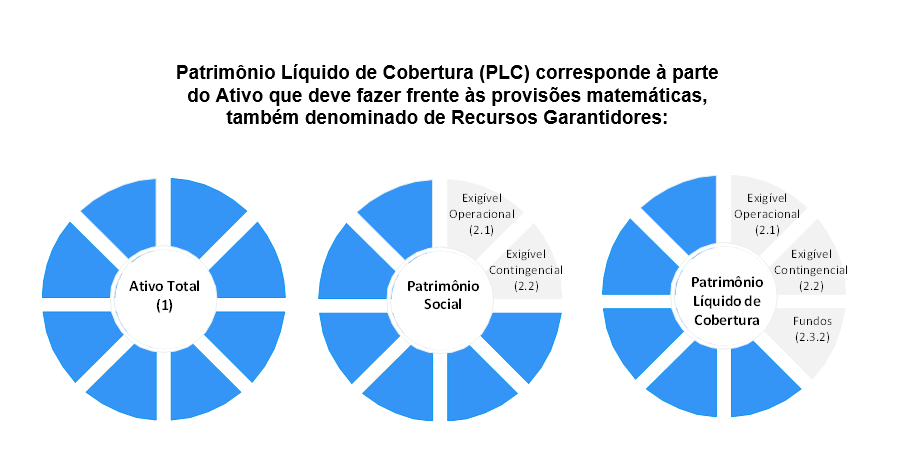 Patrimônio Líquido de Cobertura (PLC) corresponde à parte
do Ativo que deve fazer frente às provisões matemáticas,
também denominado de Recursos Garantidores:
Ativo Total
(1)
Exigível
Operacional
(2.1)
Exigível
Contingencial
(2.2)
Patrimônio
Social
Exigível
Operacional
(2.1)
Exigível
Contingencial
(2.2)
Fundos
(2.3.2)
Patrimônio
Líquido de
Cobertura